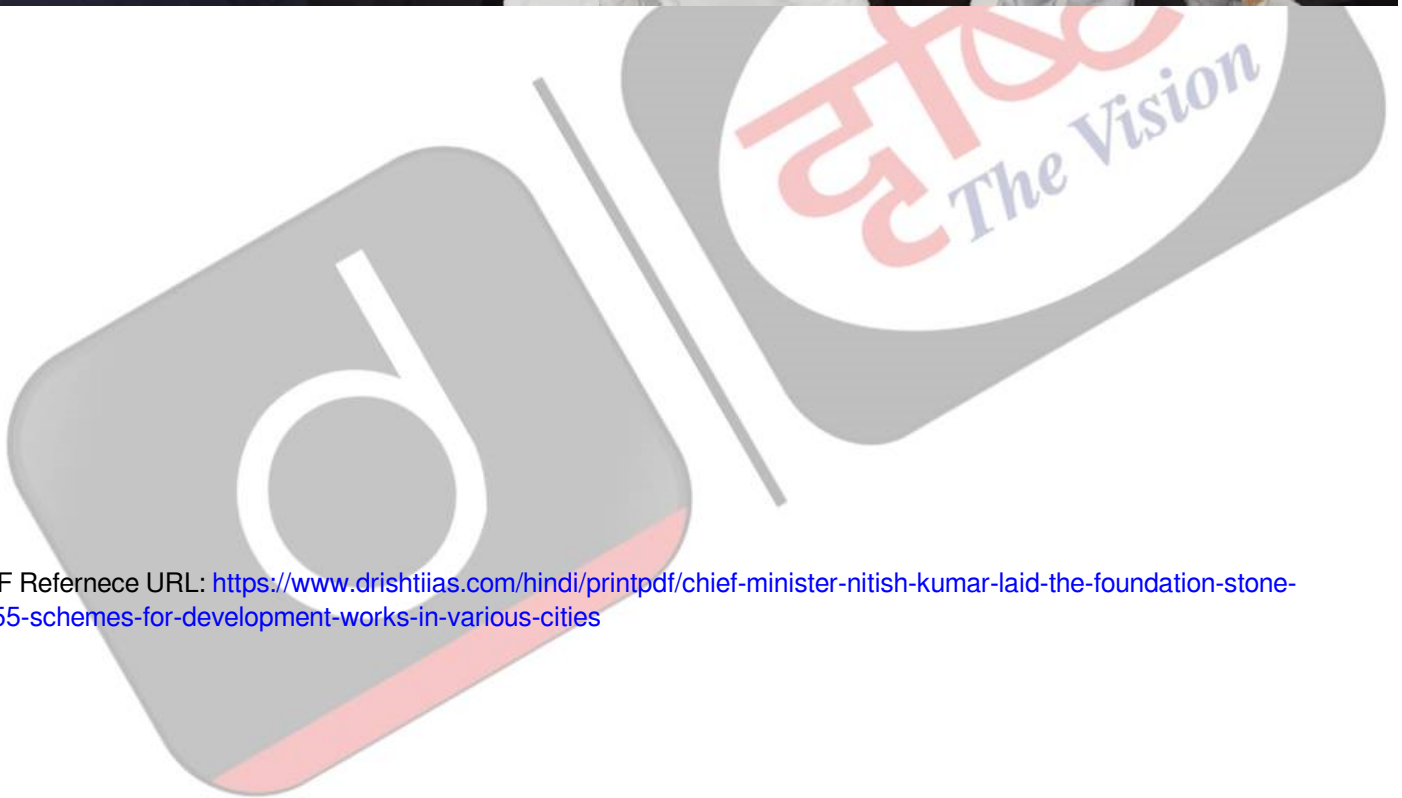 The Vision
d
F Refernece URL: https://www.drishtiias.com/hindi/printpdf/chief-minister-nitish-kumar-laid-the-foundation-stone-
55-schemes-for-development-works-in-various-cities